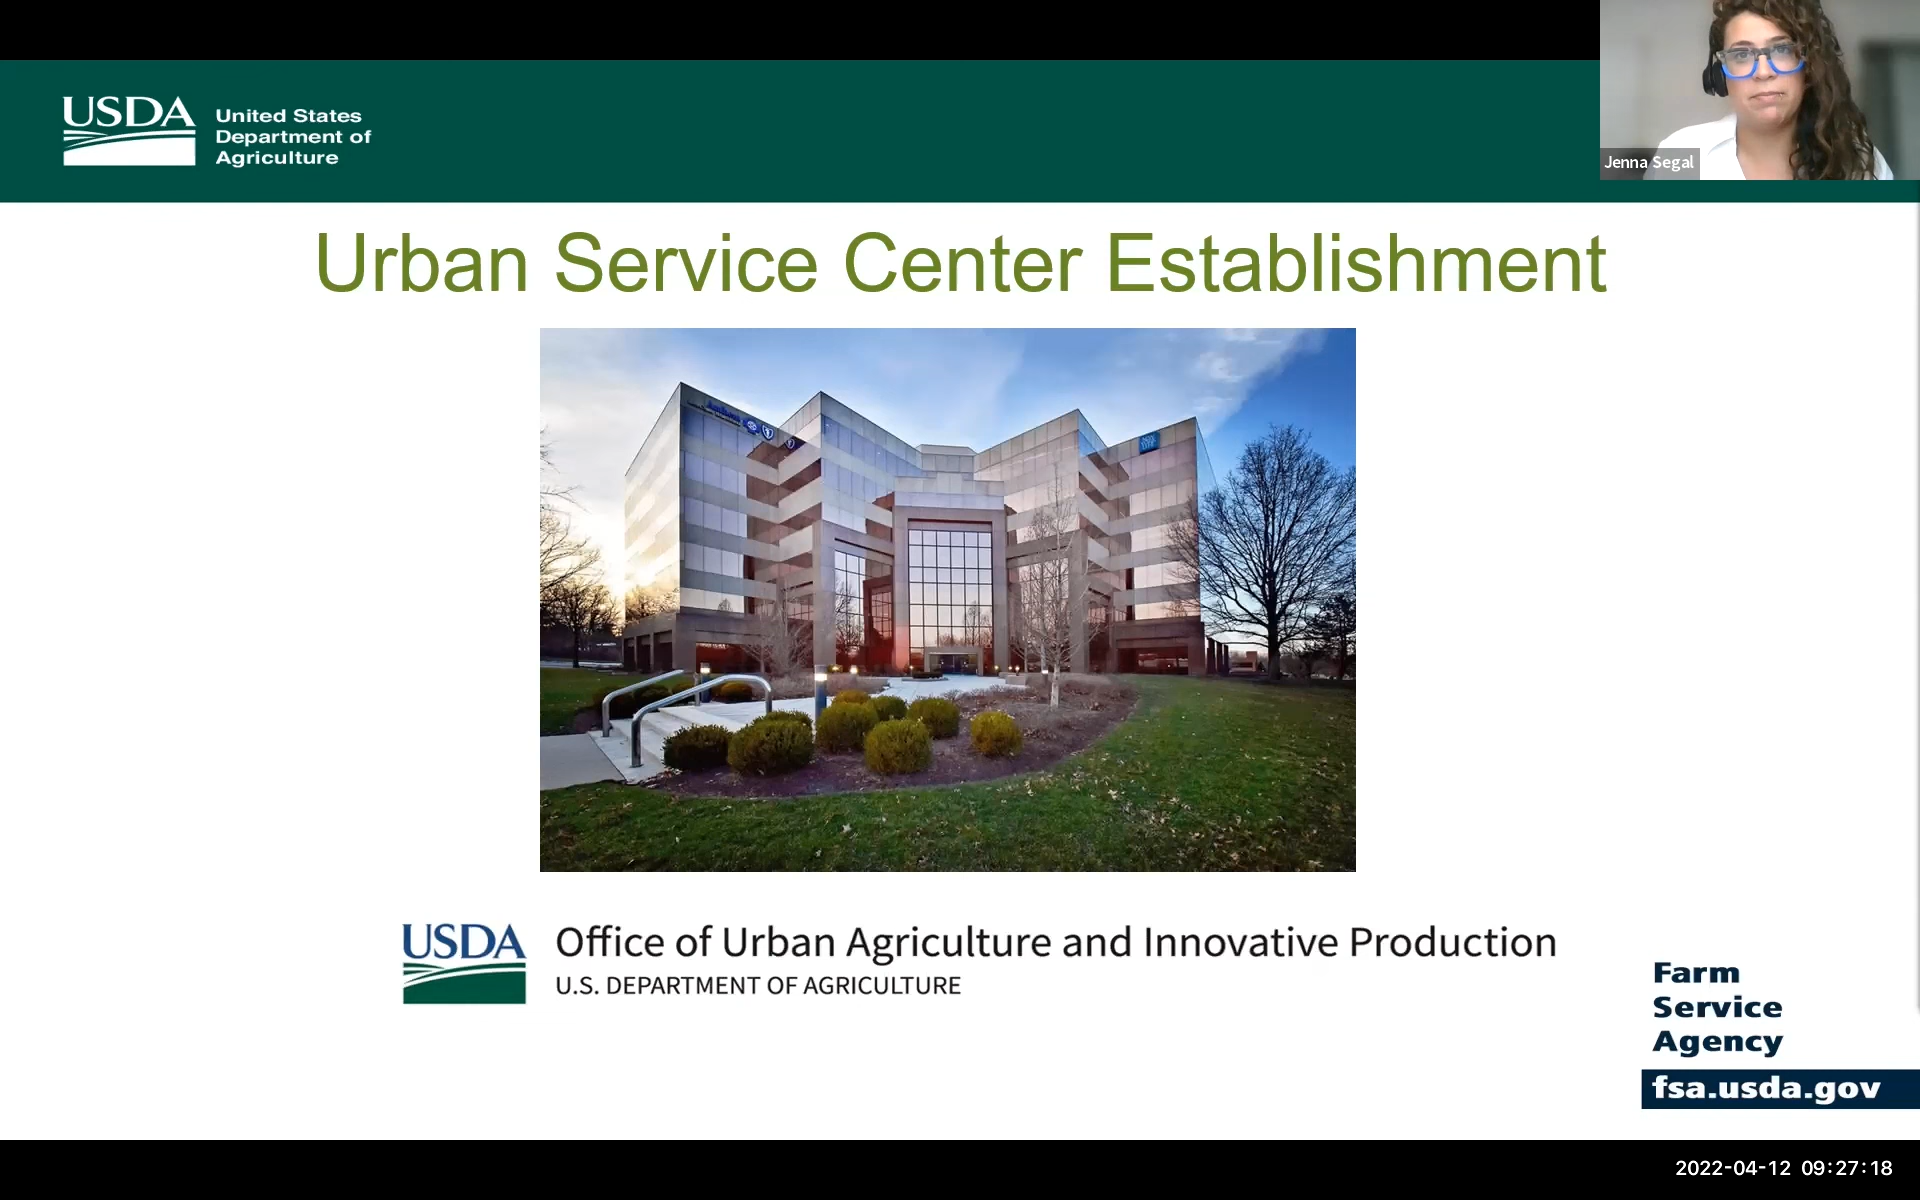 USDA
United States
Department of
Agriculture
Jenna Segal
Urban Service Center Establishment
USDA
Office of Urban Agriculture and Innovative Production
U.S. DEPARTMENT OF AGRICULTURE
Farm
Service
Agency
fsa.usda.gov
2022-04-12 09:27:18